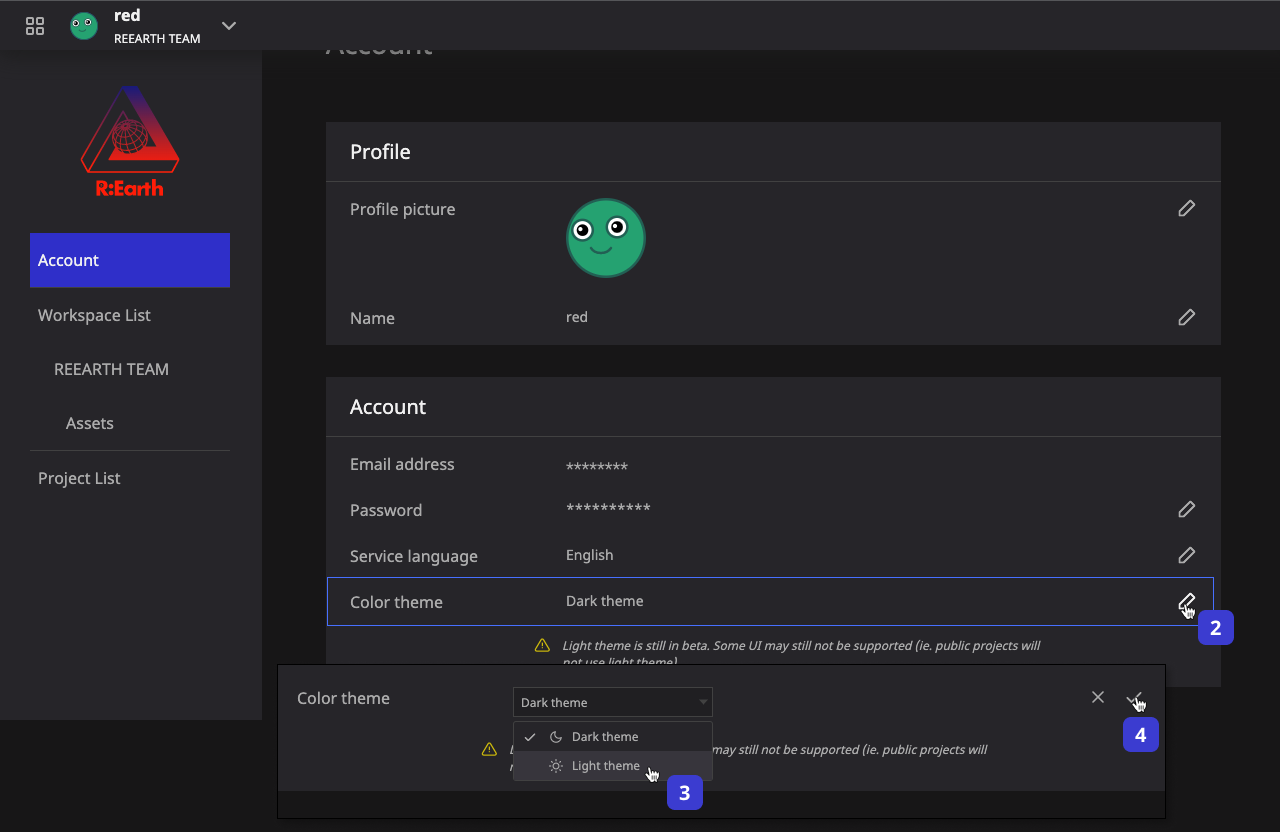 red
REEARTH TEAM
Account
R:Earth
Account
Workspace List
REEARTH TEAM
Assets
Project List
Profile
Profile picture
Name
red
Account
Email address
********
Password
**********
Service language
English
Color theme
Dark theme
2
Light theme is still in beta. Some UI may still not be supported (ie. public projects will
not use light theme)
Color theme
Dark theme
Dark theme
may still not be supported (ie. public projects will
Light theme
3
4